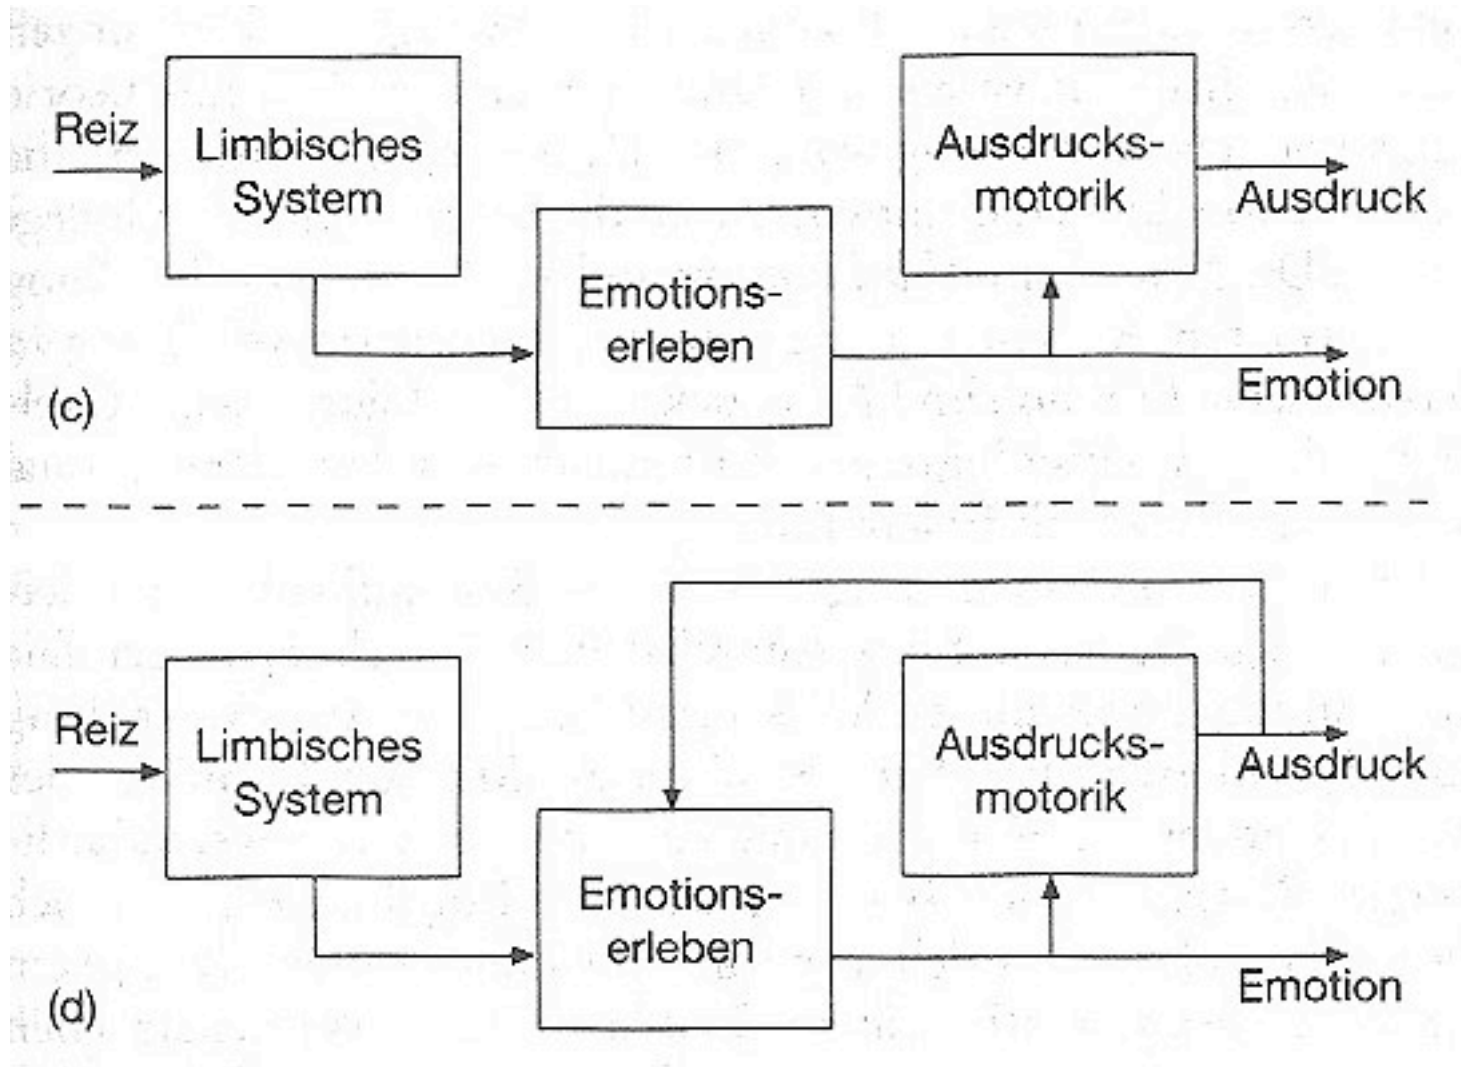 Reiz
Limbisches
System
Ausdrucks-
motorik
Ausdruck
Emotions-
erleben
Emotion
(c)
Reiz
Limbisches
System
Ausdrucks-
motorik
Ausdruck
Emotions-
erleben
Emotion
(d)